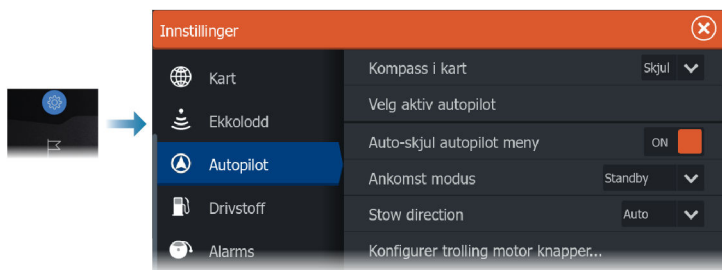 Innstillinger
Kart
Ekkolodd
Autopilot
Drivstoff
Alarms
Kompass i kart Skjul
Velg aktiv autopilot
Auto-skjul autopilot meny ON
Ankomst modus Standby
Stow direction Auto
Konfigurer trolling motor knapper...